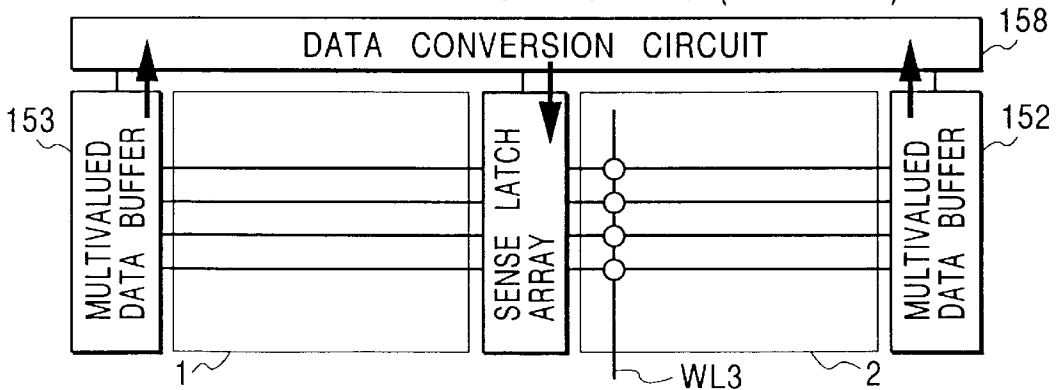 DATA CONVERSION CIRCUIT
158
153
152
MULTIVALUED
DATA BUFFER
SENSE LATCH
ARRAY
MULTIVALUED
DATA BUFFER
1
WL3
2